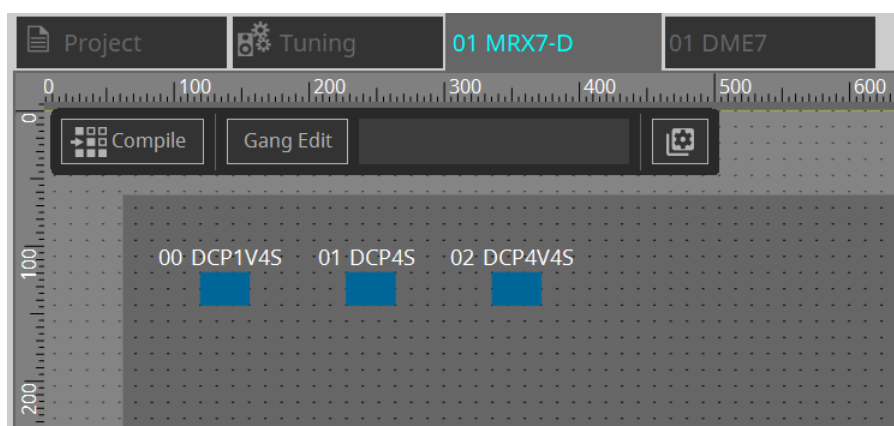 Project Tuning 01 MRX7-D 01 DME7
0 100 200 300 400 500 600
0
Compile Gang Edit
00 DCP1V4S 01 DCP4S 02 DCP4V4S
100
200